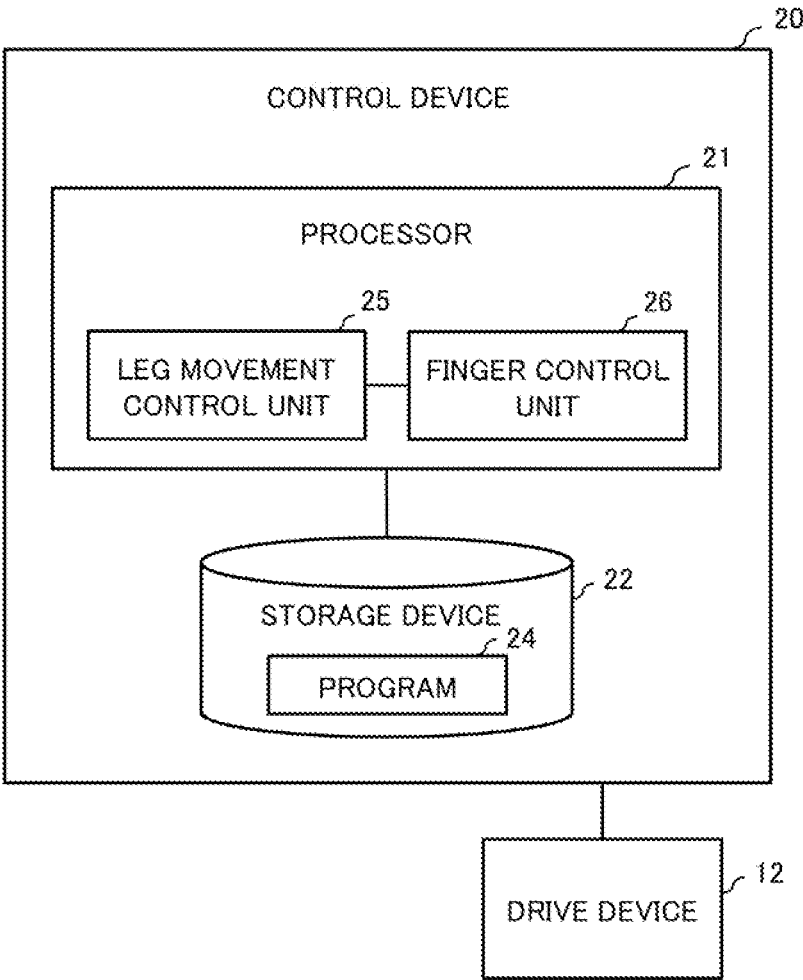 20
CONTROL DEVICE
21
PROCESSOR
25
26
LEG MOVEMENT
CONTROL UNIT
FINGER CONTROL
UNIT
22
STORAGE DEVICE
24
PROGRAM
12
DRIVE DEVICE